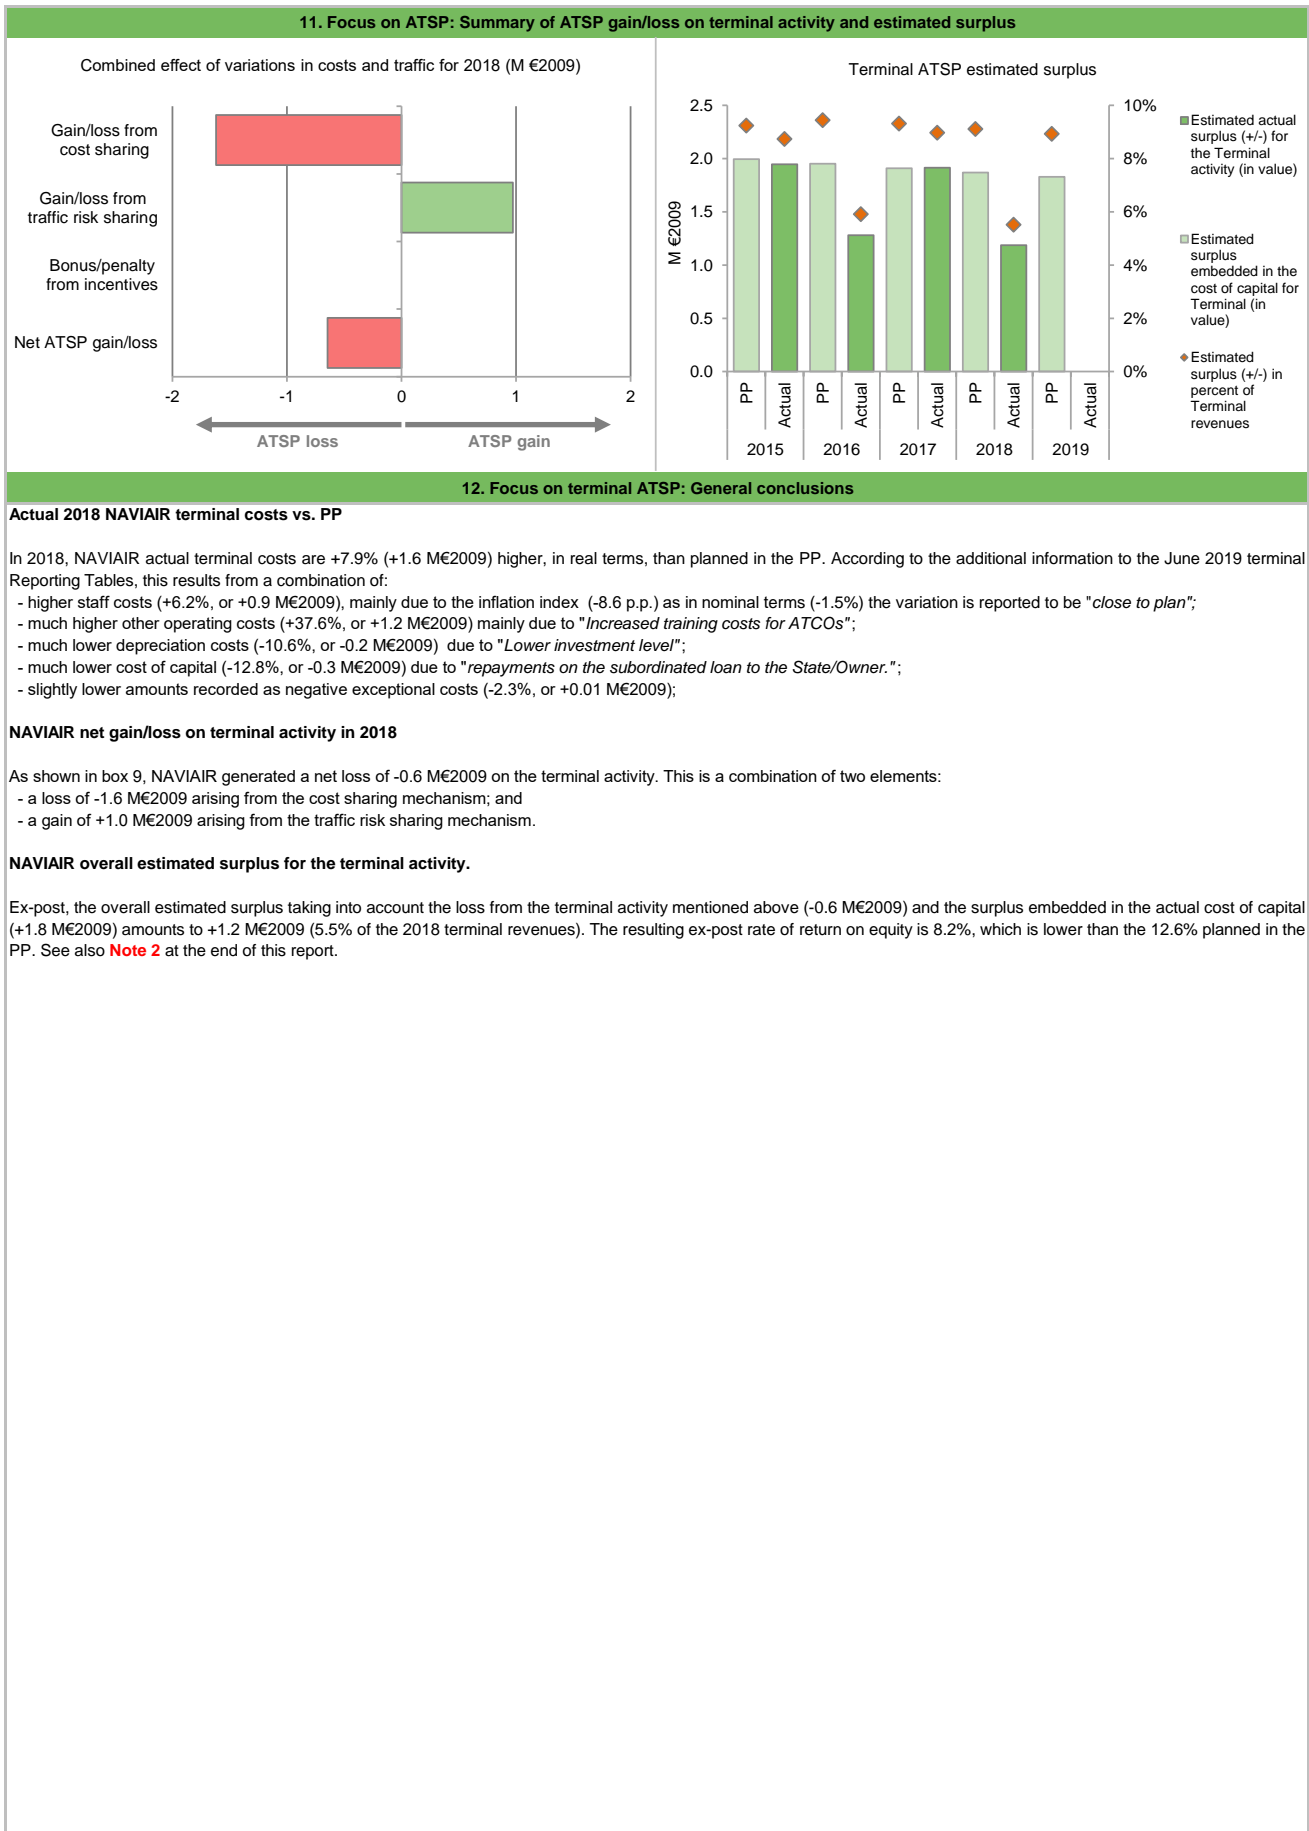 11. Focus on ATSP: Summary of ATSP gain/loss on terminal activity and estimated surplus
Combined effect of variations in costs and traffic for 2018 (M €2009)
Gain/loss from
cost sharing
Gain/loss from
traffic risk sharing
Bonus/penalty
from incentives
Net ATSP gain/loss
-2 -1 0 1 2
ATSP loss ATSP gain
Terminal ATSP estimated surplus
M €2009
2.5
2.0
1.5
1.0
0.5
0.0
10%
8%
6%
4%
2%
0%
PP Actual PP Actual PP Actual PP Actual PP Actual
2015 2016 2017 2018 2019
Estimated actual
surplus (+/-) for
the Terminal
activity (in value)
Estimated
surplus
embedded in the
cost of capital for
Terminal (in
value)
Estimated
surplus (+/-) in
percent of
Terminal
revenues
12. Focus on terminal ATSP: General conclusions
Actual 2018 NAVIAIR terminal costs vs. PP
In 2018, NAVIAIR actual terminal costs are +7.9% (+1.6 M€2009) higher, in real terms, than planned in the PP. According to the additional information to the June 2019 terminal
Reporting Tables, this results from a combination of:
- higher staff costs (+6.2%, or +0.9 M€2009), mainly due to the inflation index (-8.6 p.p.) as in nominal terms (-1.5%) the variation is reported to be "close to plan";
- much higher other operating costs (+37.6%, or +1.2 M€2009) mainly due to "Increased training costs for ATCOs";
- much lower depreciation costs (-10.6%, or -0.2 M€2009) due to "Lower investment level";
- much lower cost of capital (-12.8%, or -0.3 M€2009) due to "repayments on the subordinated loan to the State/Owner.";
- slightly lower amounts recorded as negative exceptional costs (-2.3%, or +0.01 M€2009);
NAVIAIR net gain/loss on terminal activity in 2018
As shown in box 9, NAVIAIR generated a net loss of -0.6 M€2009 on the terminal activity. This is a combination of two elements:
- a loss of -1.6 M€2009 arising from the cost sharing mechanism; and
- a gain of +1.0 M€2009 arising from the traffic risk sharing mechanism.
NAVIAIR overall estimated surplus for the terminal activity.
Ex-post, the overall estimated surplus taking into account the loss from the terminal activity mentioned above (-0.6 M€2009) and the surplus embedded in the actual cost of capital
(+1.8 M€2009) amounts to +1.2 M€2009 (5.5% of the 2018 terminal revenues). The resulting ex-post rate of return on equity is 8.2%, which is lower than the 12.6% planned in the
PP. See also Note 2 at the end of this report.